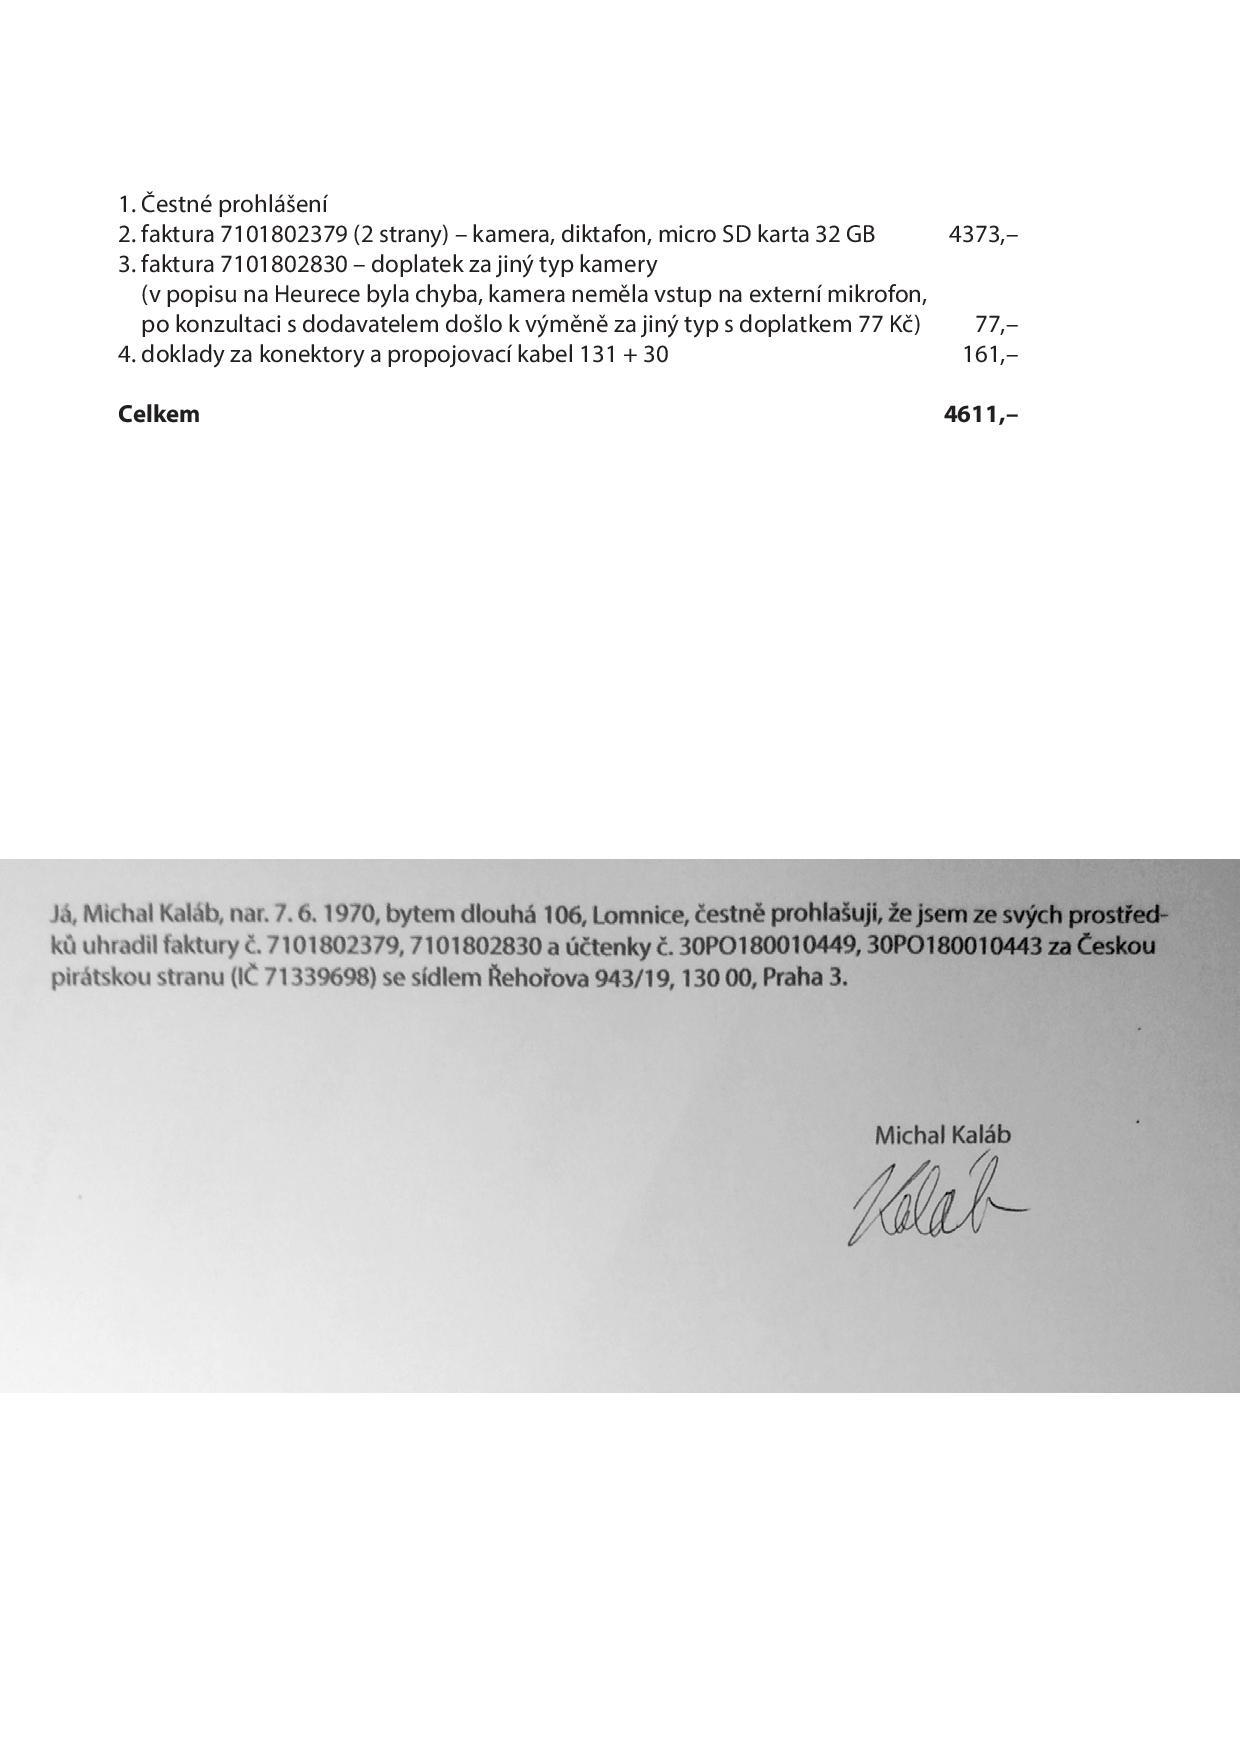 1. Čestné prohlášení
2. faktura 7101802379 (2 strany) – kamera, diktafon, micro SD karta 32 GB 4373,–
3. faktura 7101802830 – doplatek za jiný typ kamery
(v popisu na Heurece byla chyba, kamera neměla vstup na externí mikrofon,
po konzultaci s dodavatelem došlo k výměně za jiný typ s doplatkem 77 Kč) 77,–
4. doklady za konektory a propojovací kabel 131 + 30 161,–
Celkem 4611,–
Já, Michal Kaláb, nar. 7. 6. 1970, bytem dlouhá 106, Lomnice, čestně prohlašuji, že jsem ze svých prostřed-
ků uhradil faktury č. 7101802379, 7101802830 a účtenky č. 30PO180010449, 30PO180010443 za Českou
pirátskou stranu (IČ 71339698) se sídlem Řehořova 943/19, 130 00, Praha 3.
Michal Kaláb
Kaláb